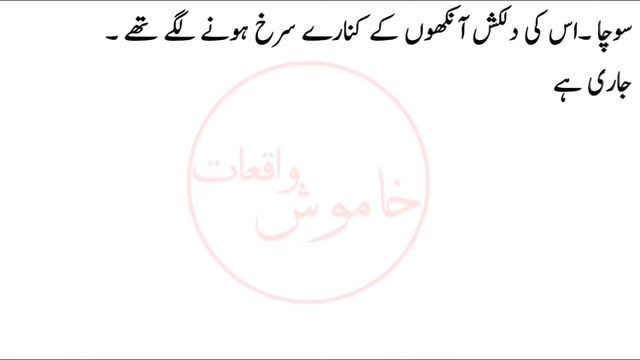 سوچا ۔اس کی دلکش آنکھوں کے کنارے سرخ ہونے لگے تھے ۔
جاری ہے
خاموش واقعات